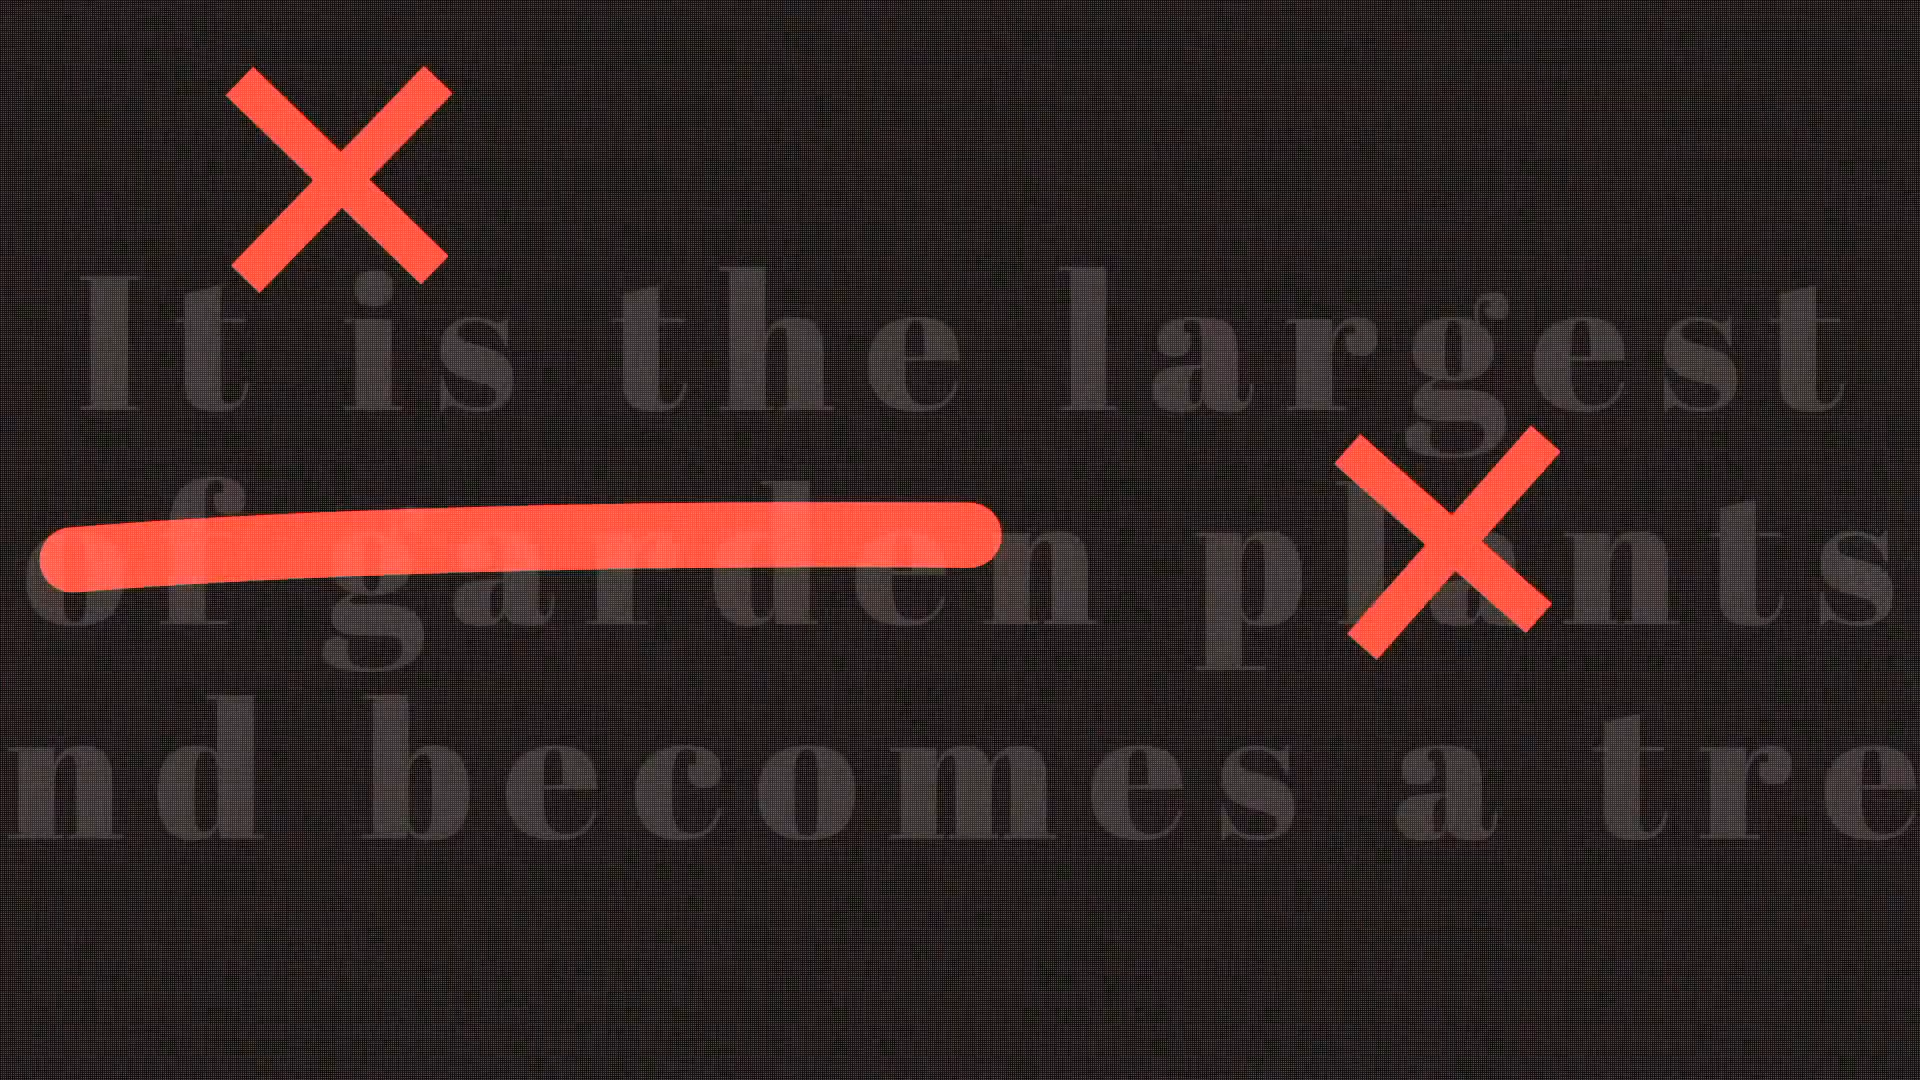 It is the largest
of garden plants
nd becomes a tre